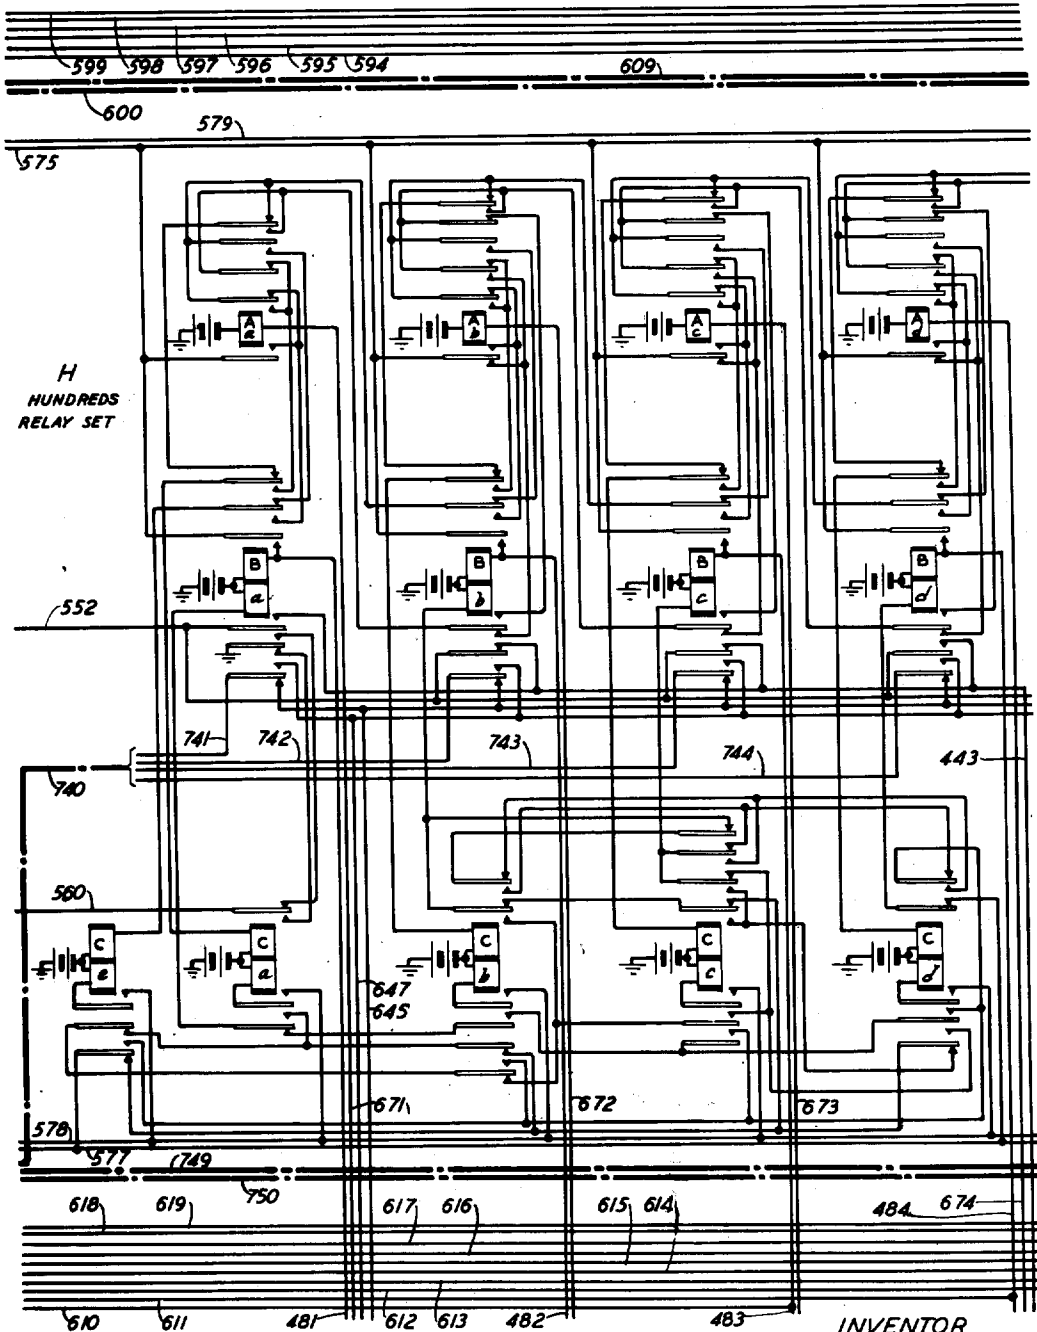 599 598 597 596 595 594 609
600
579
575
A a
A b
A c
A d
H
HUNDREDS
RELAY SET
B a
B b
B c
B d
552
741 742 743 744 443
740
560
C e
C a
C b
C c
C d
647
645
671 672 673
578
577 749
750
618 619 617 616 615 614 484 674
610 611 481 612 613 482 483
INVENTOR